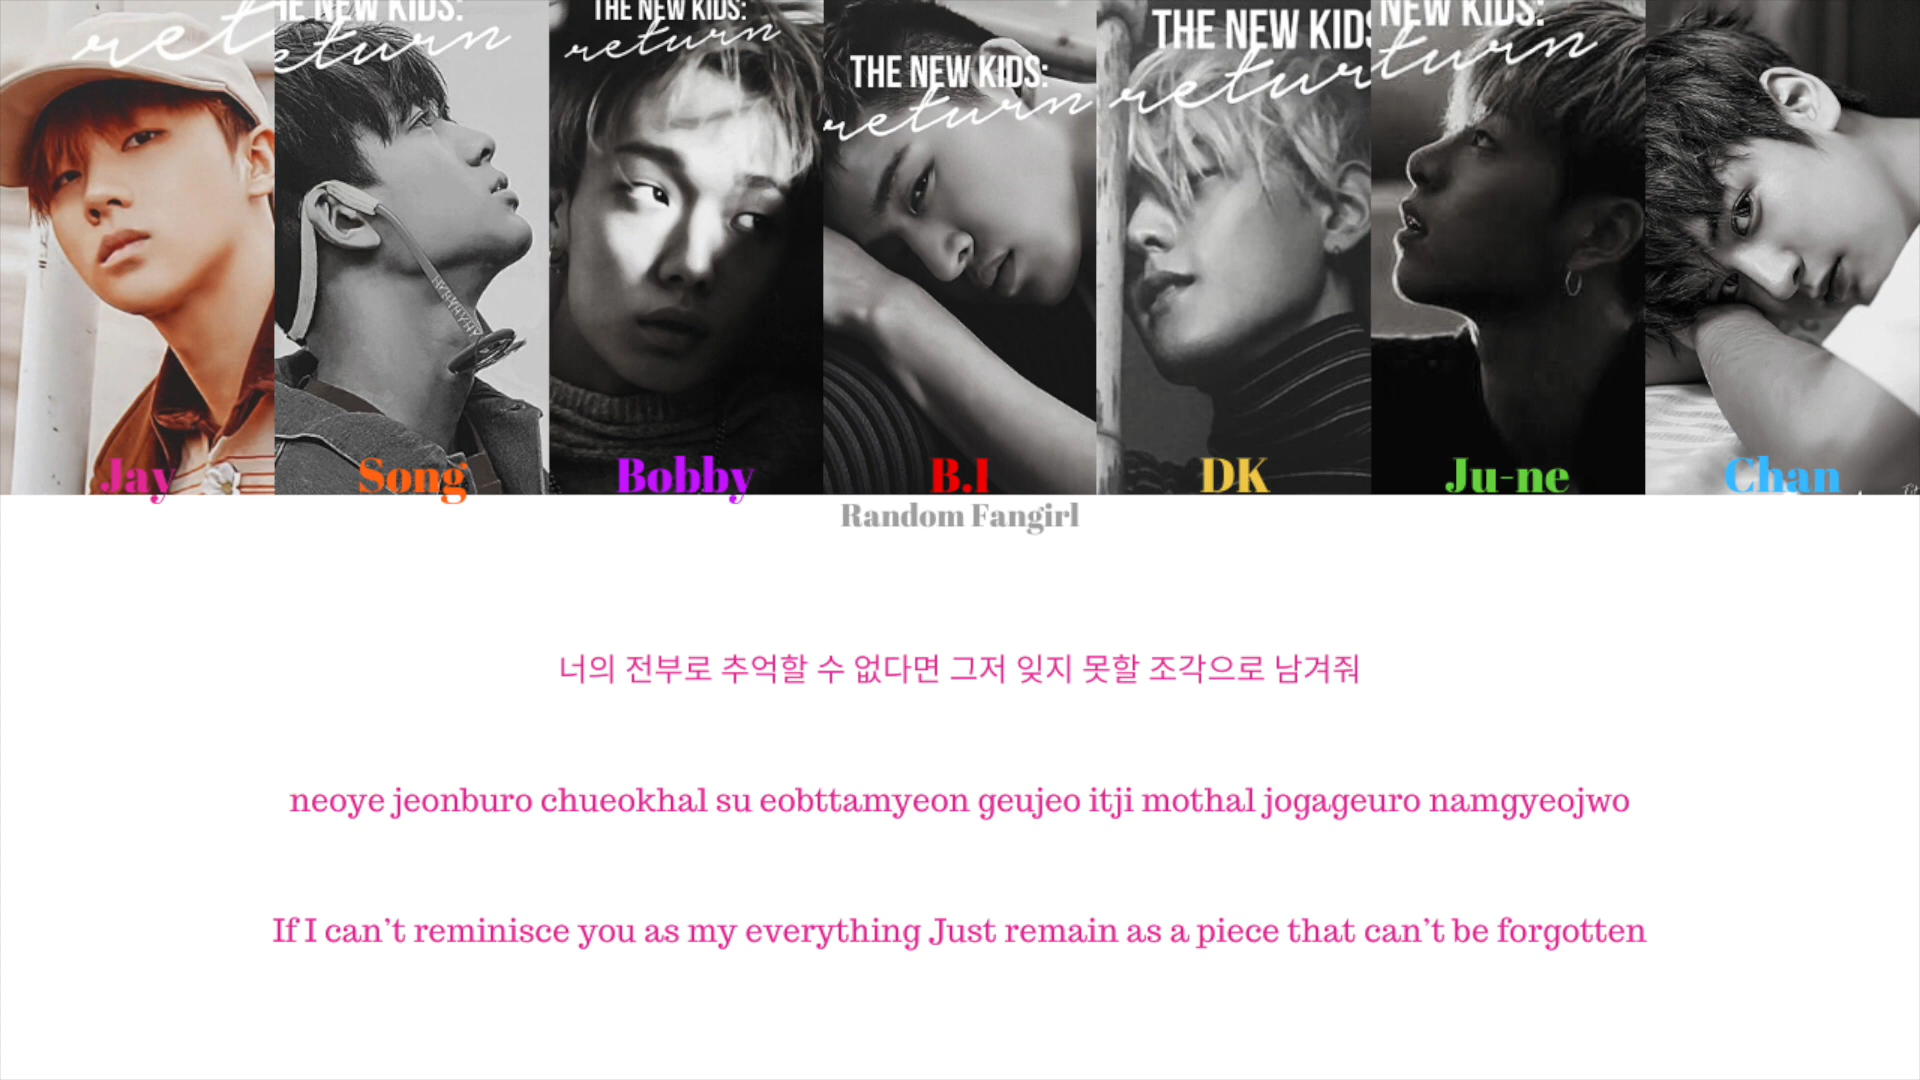 return
THE NEW KIDS:
return
THE NEW KIDS:
return
THE NEW KIDS:
return
THE NEW KIDS:
return
NEW KIDS:
turn
Jay
Song
Bobby
B.I
DK
Ju-ne
Chan
Random Fangirl
너의 전부로 추억할 수 없다면 그저 잊지 못할 조각으로 남겨줘
neoye jeonburo chueokhal su eobttamyeon geujeo itji mothal jogageuro namgyeojwo
If I can't reminisce you as my everything Just remain as a piece that can't be forgotten